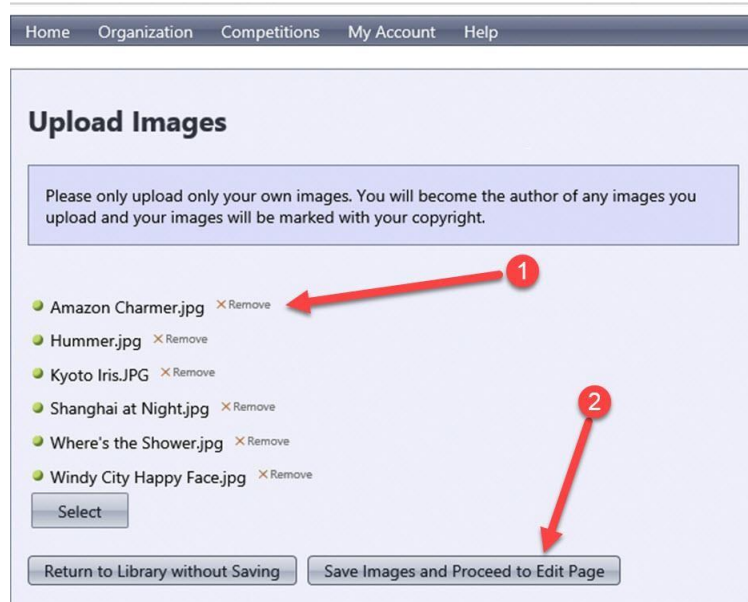 Home Organization Competitions My Account Help
Upload Images
Please only upload only your own images. You will become the author of any images you
upload and your images will be marked with your copyright.
1
Amazon Charmer.jpg Remove
Hummer.jpg Remove
Kyoto Iris.JPG Remove
2
Shanghai at Night.jpg Remove
Where's the Shower.jpg Remove
Windy City Happy Face.jpg Remove
Select
Return to Library without Saving Save Images and Proceed to Edit Page